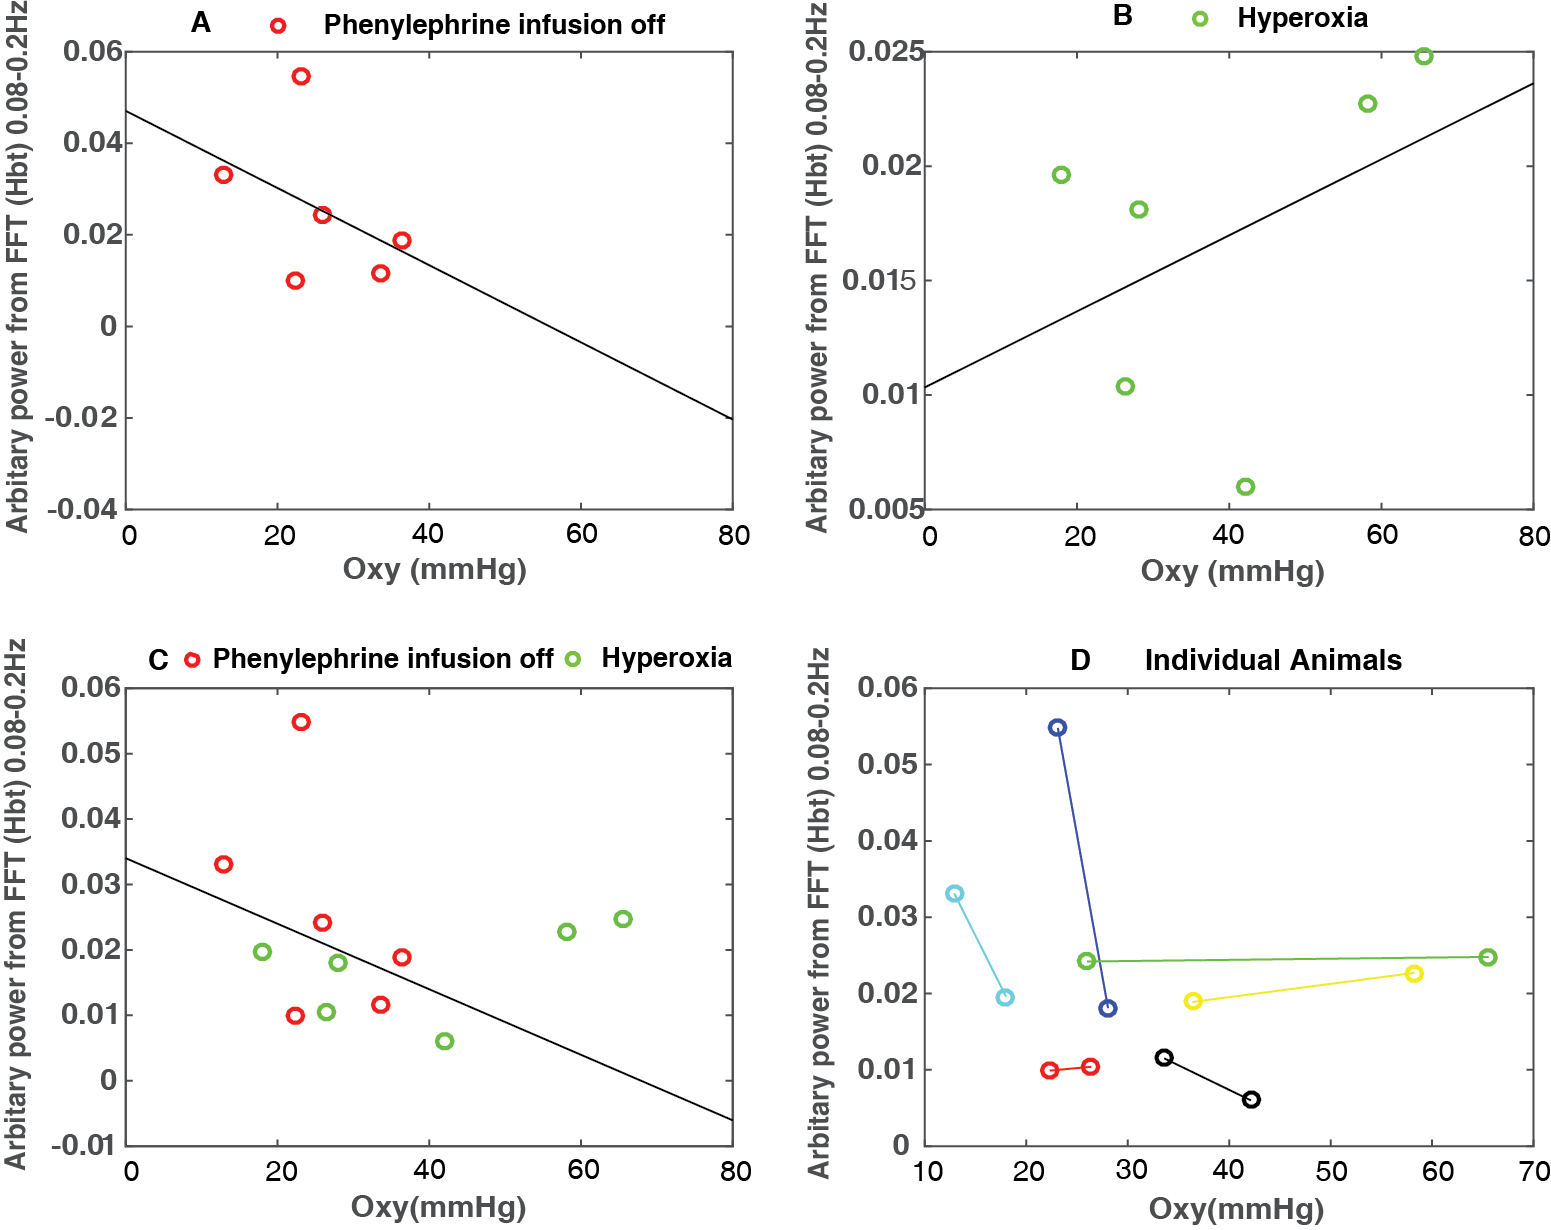 A Phenylephrine infusion off
Arbitary power from FFT (Hbt) 0.08-0.2Hz
0.06
0.04
0.02
0
-0.02
-0.04
0 20 40 60 80
Oxy (mmHg)
B Hyperoxia
Arbitary power from FFT (Hbt) 0.08-0.2Hz
0.025
0.02
0.015
0.01
0.005
0 20 40 60 80
Oxy (mmHg)
C Phenylephrine infusion off Hyperoxia
Arbitary power from FFT (Hbt) 0.08-0.2Hz
0.06
0.05
0.04
0.03
0.02
0.01
0
-0.01
0 20 40 60 80
Oxy(mmHg)
D Individual Animals
Arbitary power from FFT (Hbt) 0.08-0.2Hz
0.06
0.05
0.04
0.03
0.02
0.01
0
10 20 30 40 50 60 70
Oxy(mmHg)